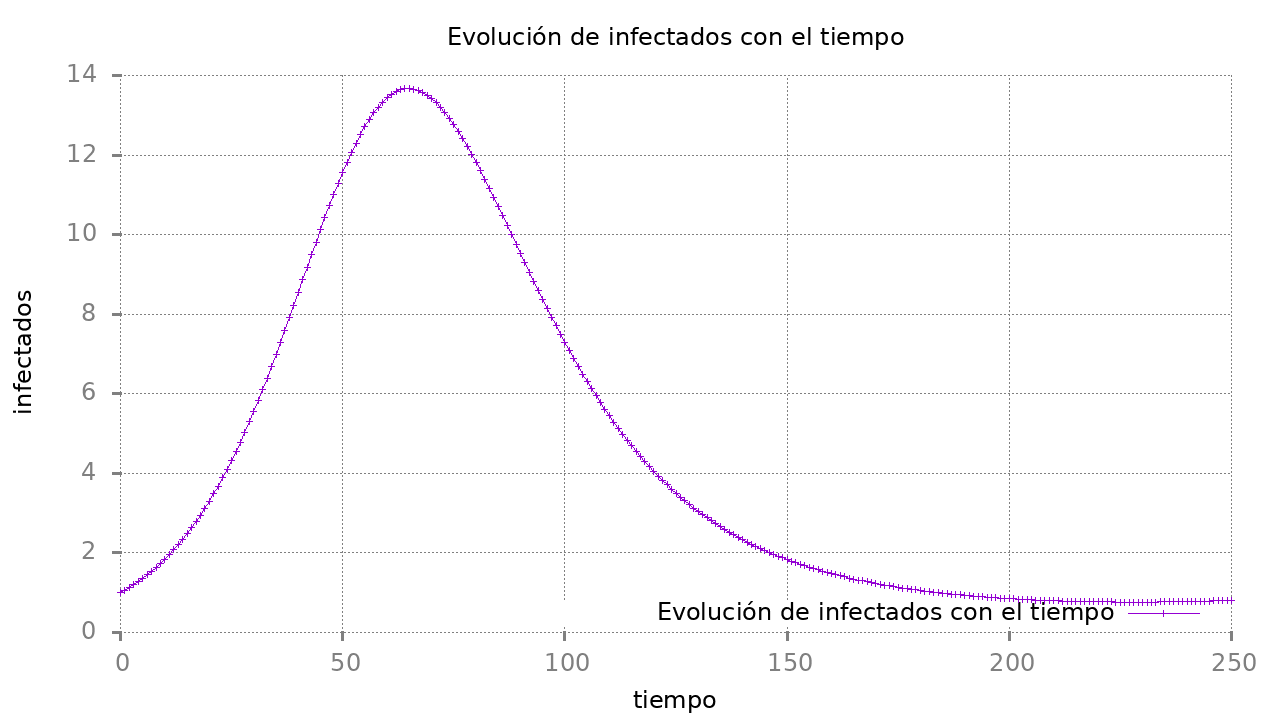 Evolución de infectados con el tiempo
14
12
10
8
6
4
2
0
infectados
Evolución de infectados con el tiempo
0 50 100 150 200 250
tiempo